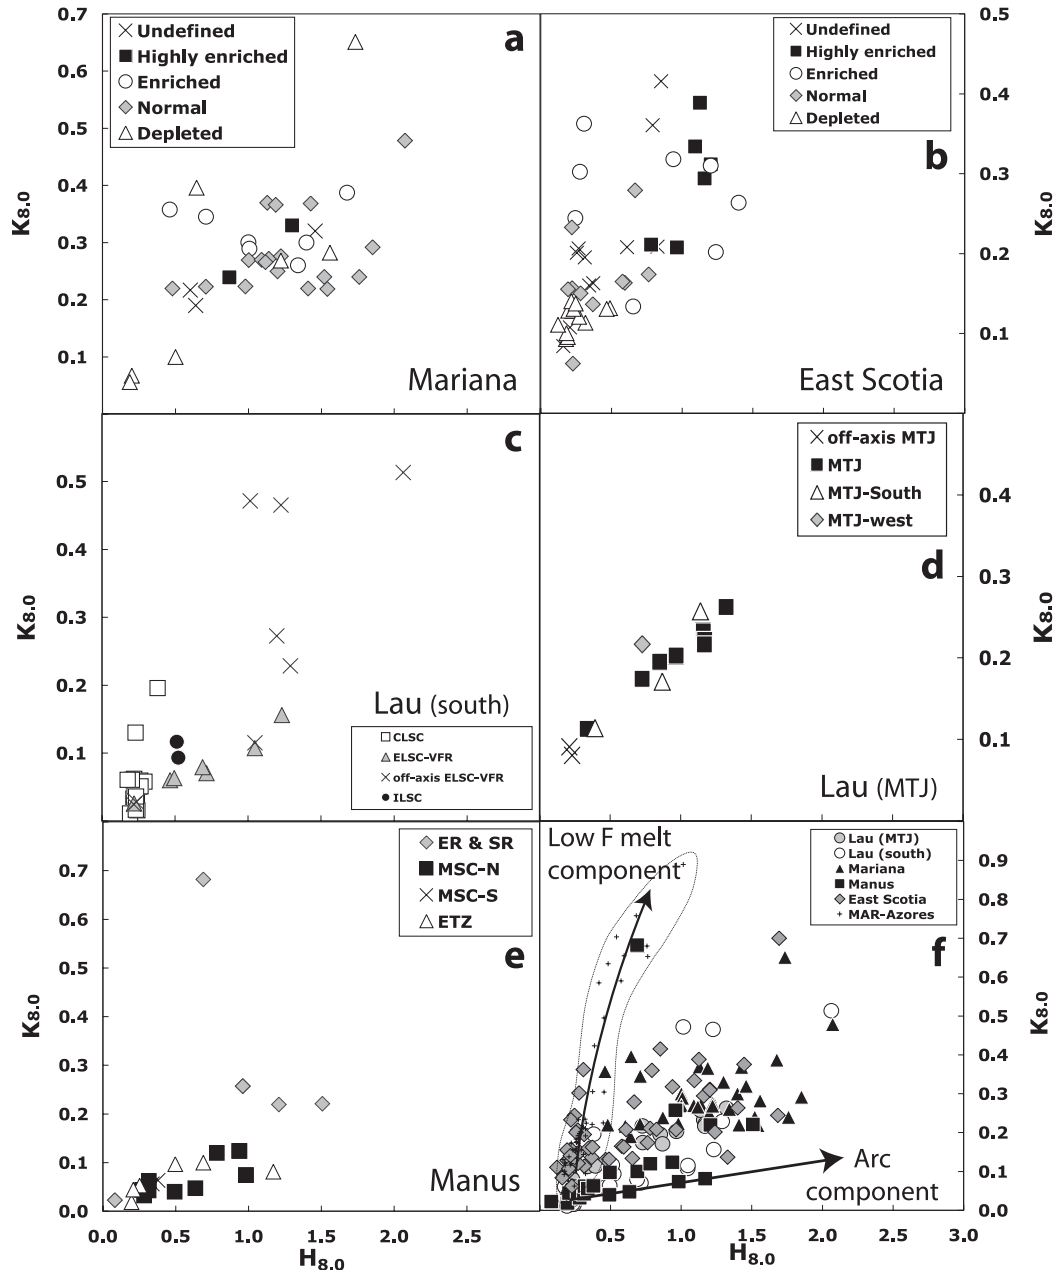 0.7
0.6
0.5
0.4
0.3
0.2
0.1
K8.0
Undefined
Highly enriched
Enriched
Normal
Depleted
a
Mariana
Undefined
Highly enriched
Enriched
Normal
Depleted
b
East Scotia
0.5
0.4
0.3
0.2
0.1
K8.0
0.5
0.4
0.3
0.2
0.1
K8.0
c
Lau (south)
CLSC
ELSC-VFR
off-axis ELSC-VFR
ILSC
off-axis MTJ
MTJ
MTJ-South
MTJ-west
d
Lau (MTJ)
0.4
0.3
0.2
0.1
K8.0
0.7
0.6
0.5
0.4
0.3
0.2
0.1
0.0
K8.0
ER & SR
MSC-N
MSC-S
ETZ
e
Manus
0.0
0.5
1.0
1.5
2.0
2.5
H8.0
Low F melt
component
Lau (MTJ)
Lau (south)
Mariana
Manus
East Scotia
MAR-Azores
f
Arc
component
0.9
0.8
0.7
0.6
0.5
0.4
0.3
0.2
0.1
0.0
K8.0
0.0
0.5
1.0
1.5
2.0
2.5
3.0
H8.0